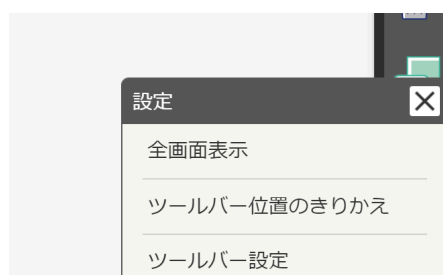 設定
全画面表示
ツールバー位置のきりかえ
ツールバー設定